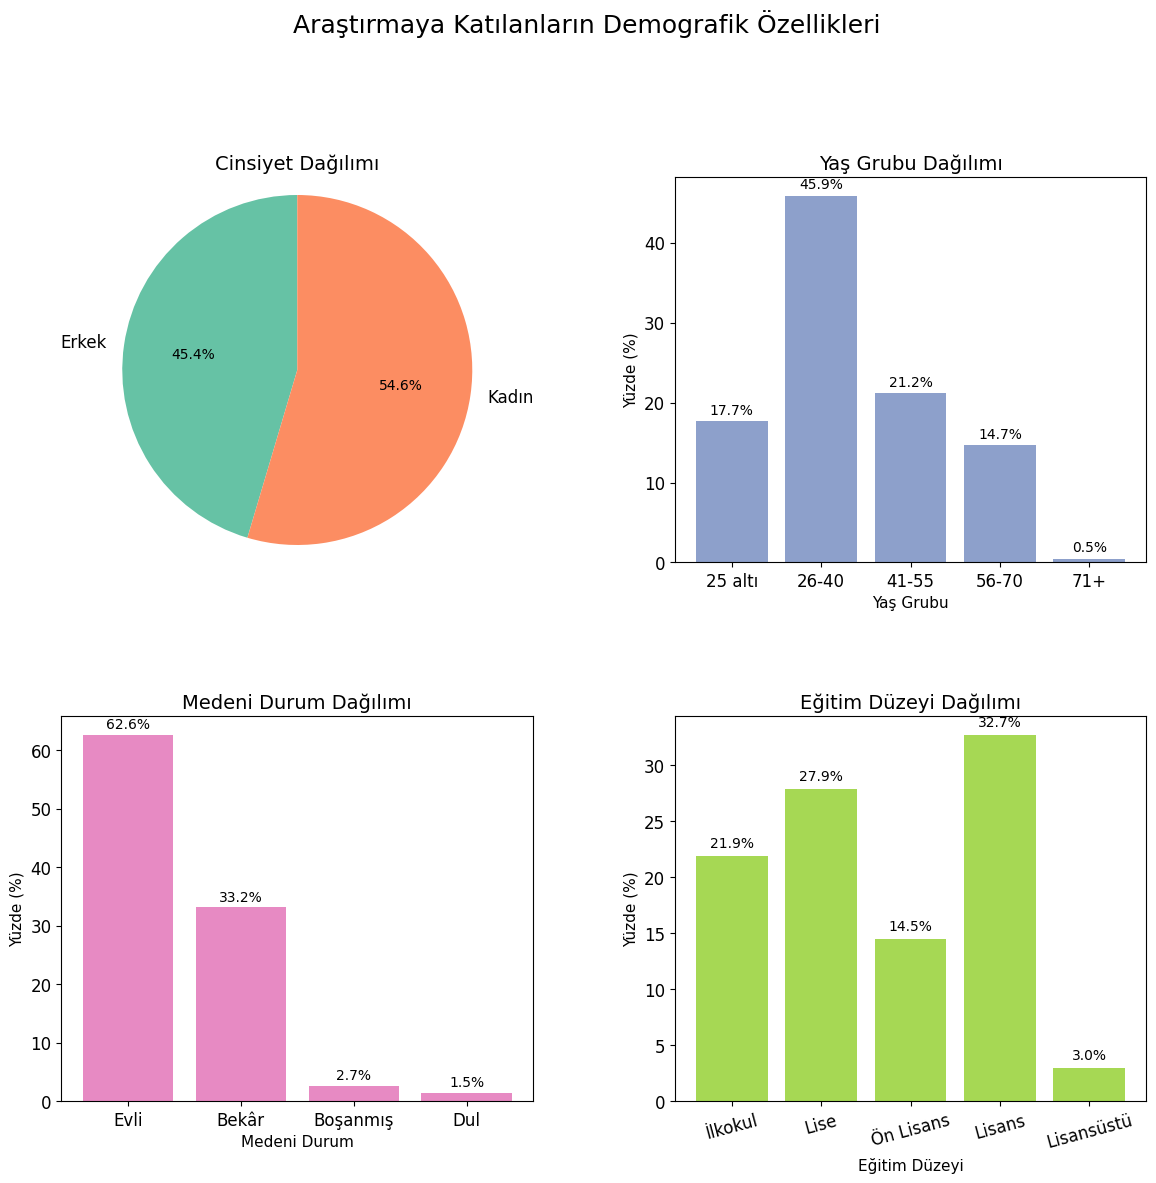 Araştırmaya Katılanların Demografik Özellikleri
Cinsiyet Dağılımı
Erkek
45.4%
54.6%
Kadın
Yaş Grubu Dağılımı
Yüzde (%)
40
30
20
10
0
17.7%
45.9%
21.2%
14.7%
0.5%
25 altı
26-40
41-55
56-70
71+
Yaş Grubu
Medeni Durum Dağılımı
Yüzde (%)
60
50
40
30
20
10
0
62.6%
33.2%
2.7%
1.5%
Evli
Bekâr
Boşanmış
Dul
Medeni Durum
Eğitim Düzeyi Dağılımı
Yüzde (%)
30
25
20
15
10
5
0
21.9%
27.9%
14.5%
32.7%
3.0%
İlkokul
Lise
Ön Lisans
Lisans
Lisansüstü
Eğitim Düzeyi